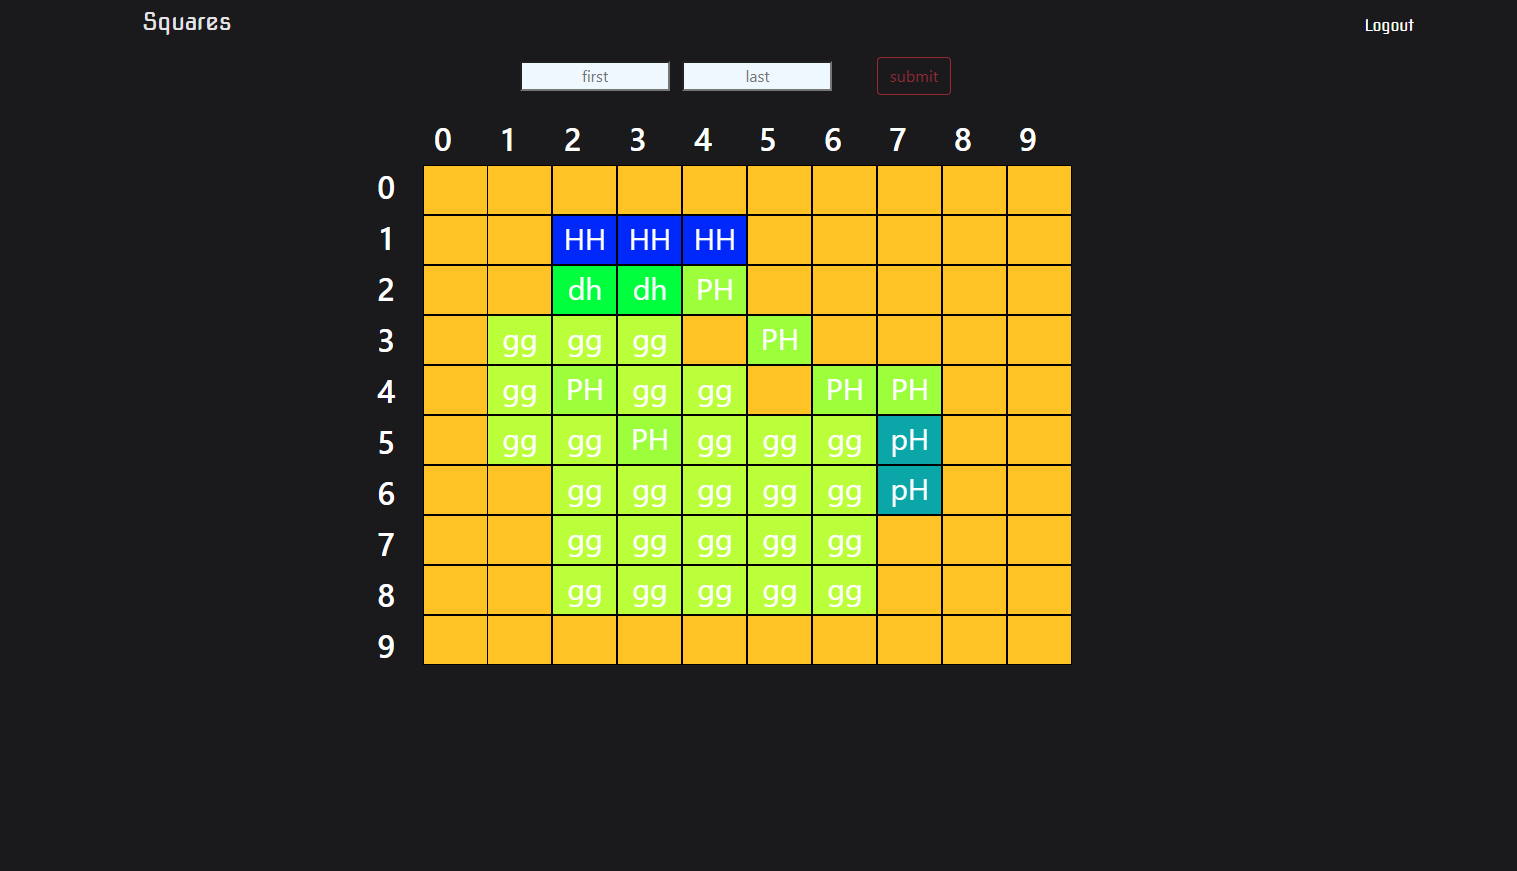 Squares Logout
first last submit
0 1 2 3 4 5 6 7 8 9
0
1 HH HH HH
2 dh dh PH
3 gg gg gg PH
4 gg PH gg gg PH PH
5 gg gg PH gg gg gg pH
6 gg gg gg gg gg pH
7 gg gg gg gg gg
8 gg gg gg gg gg
9